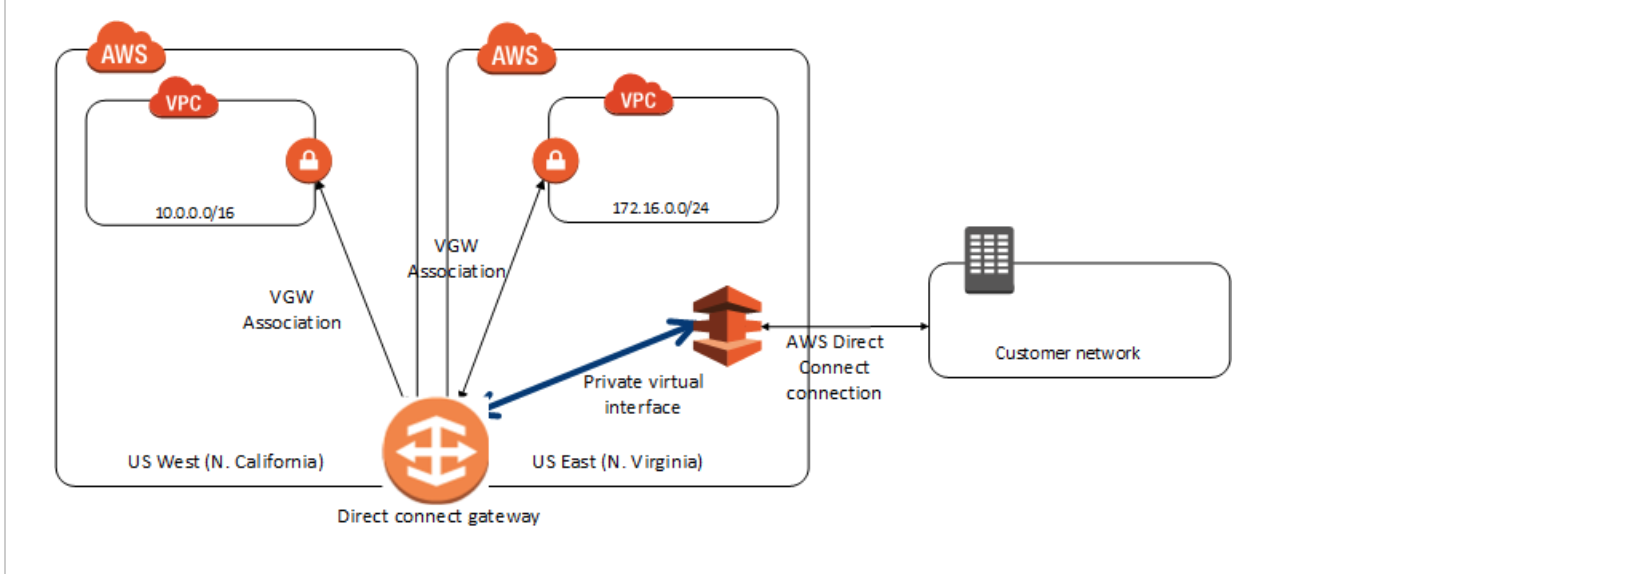 AWS
AWS
VPC
VPC
10.0.0.0/16
172.16.0.0/24
VGW
Association
VGW
Association
AWS Direct
Connect
connection
Customer network
Private virtual
interface
US West (N. California)
US East (N. Virginia)
Direct connect gateway